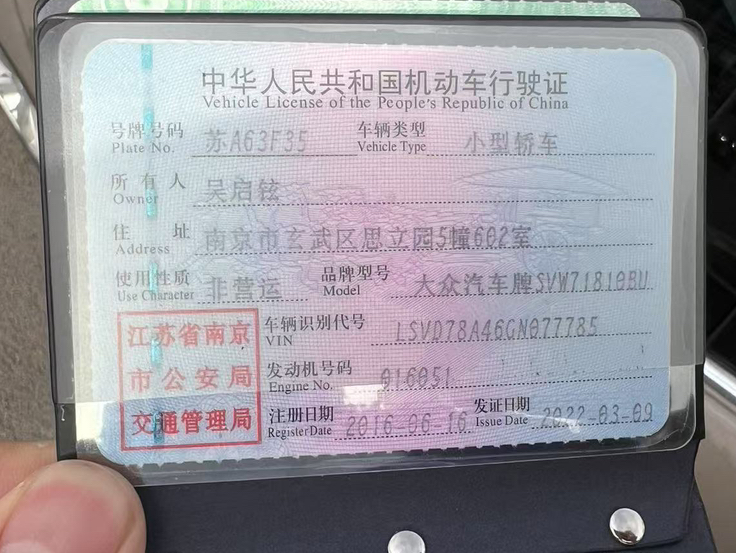 中华人民共和国机动车行驶证
Vehicle License of the People's Republic of China
号牌号码 苏A63F35 车辆类型 小型轿车
Plate No. Vehicle Type
所有人 吴启铉
Owner
住址 南京市玄武区思立园5幢602室
Address
使用性质 非营运 品牌型号 大众汽车牌SVW71810BU
Use Character Model
江苏省南京
市公安局
交通管理局
车辆识别代号 LSVD78A46GN077785
VIN
发动机号码 916051
Engine No.
注册日期 2016-06-16 发证日期 2022-03-09
Register Date Issue Date